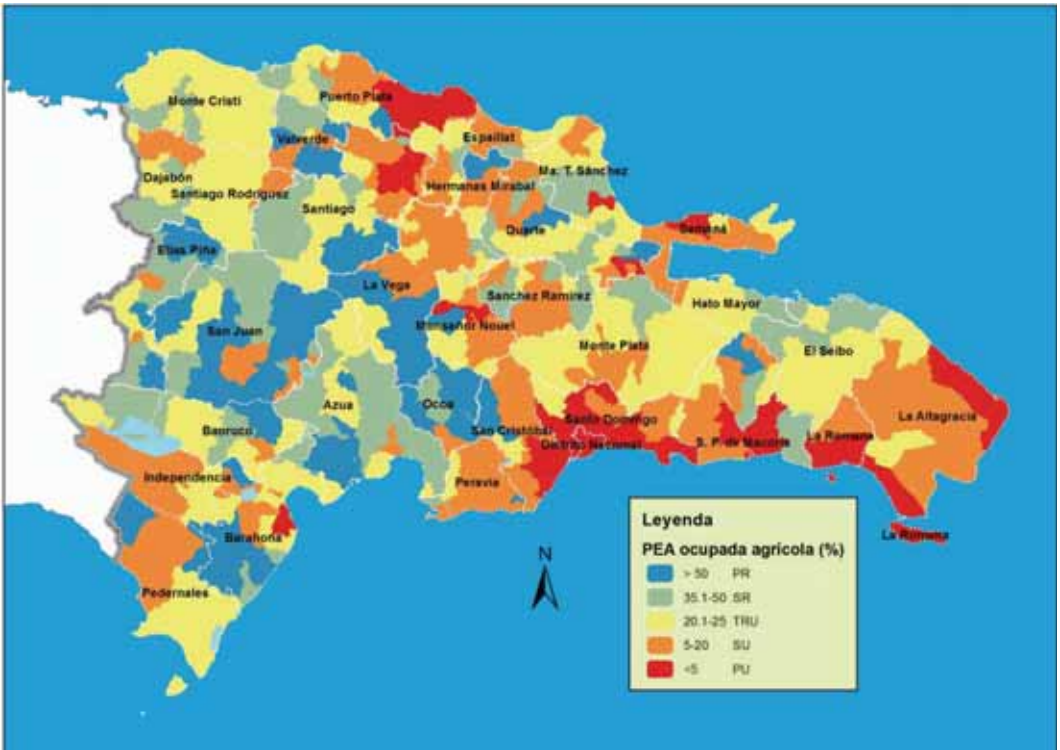 Monte Cristi
Puerto Plata
Valverde
Espaillat
Dajabón
Ma. T. Sánchez
Santiago Rodríguez
Hermanas Mirabal
Santiago
Duarte
Samaná
Elías Piña
La Vega
Sanchez Ramírez
Hato Mayor
San Juan
Monseñor Nouel
Monte Plata
El Seibo
Azua
Ocoa
La Altagracia
Baoruco
San Cristóbal
Santo Domingo
Distrito Nacional
S. P. de Macorís
La Romana
Independencia
Peravia
Barahona
La Romana
Pedernales
N
Leyenda
PEA ocupada agrícola (%)
> 50 PR
35.1-50 SR
20.1-25 TRU
5-20 SU
<5 PU